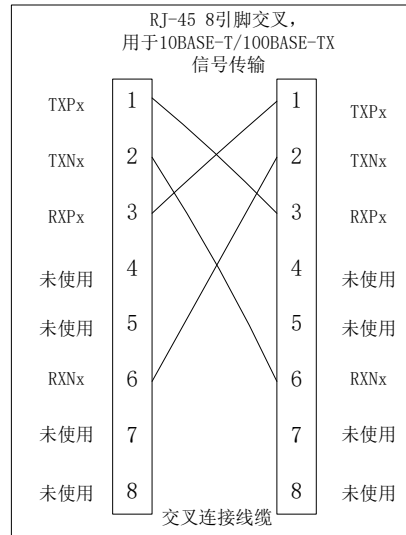 RJ-45 8引脚交叉,
用于10BASE-T/100BASE-TX
信号传输
TXPx 1 1 TXPx
TXNx 2 2 TXNx
RXPx 3 3 RXPx
未使用 4 4 未使用
未使用 5 5 未使用
RXNx 6 6 RXNx
未使用 7 7 未使用
未使用 8 8 未使用
交叉连接线缆